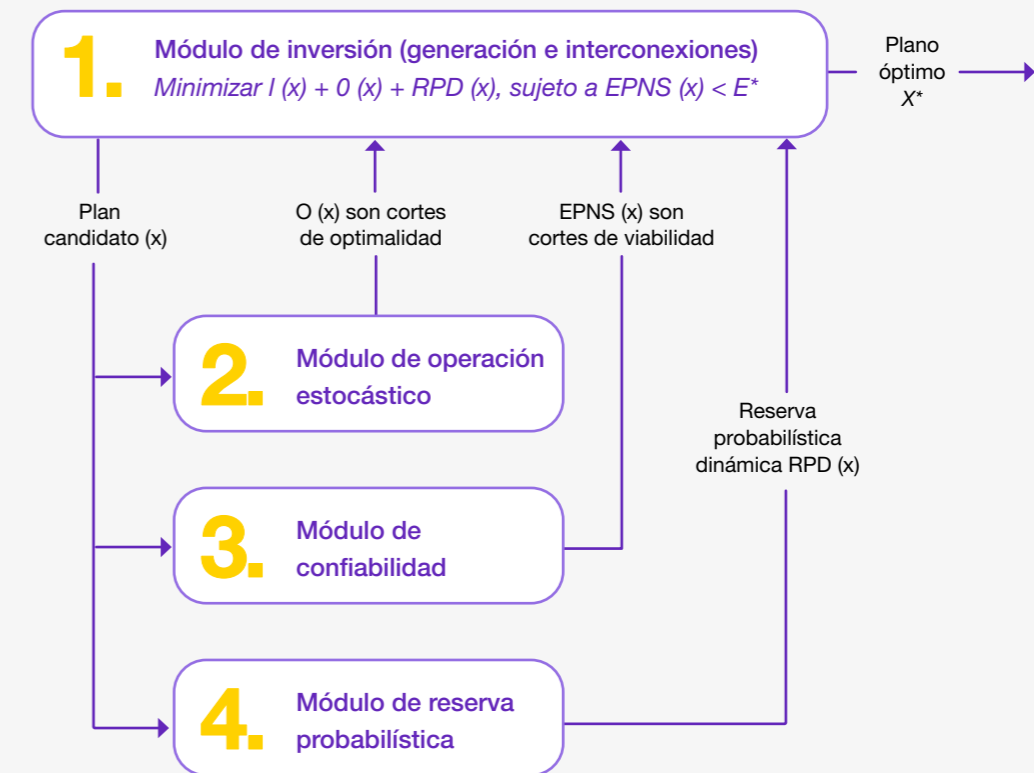 1.
Módulo de inversión (generación e interconexiones)
Minimizar I (x) + 0 (x) + RPD (x), sujeto a EPNS (x) < E*
Plano
óptimo
X*
Plan
candidato (x)
O (x) son cortes
de optimalidad
EPNS (x) son
cortes de viabilidad
2.
Módulo de operación
estocástico
Reserva
probabilística
dinámica RPD (x)
3.
Módulo de
confiabilidad
4.
Módulo de reserva
probabilística